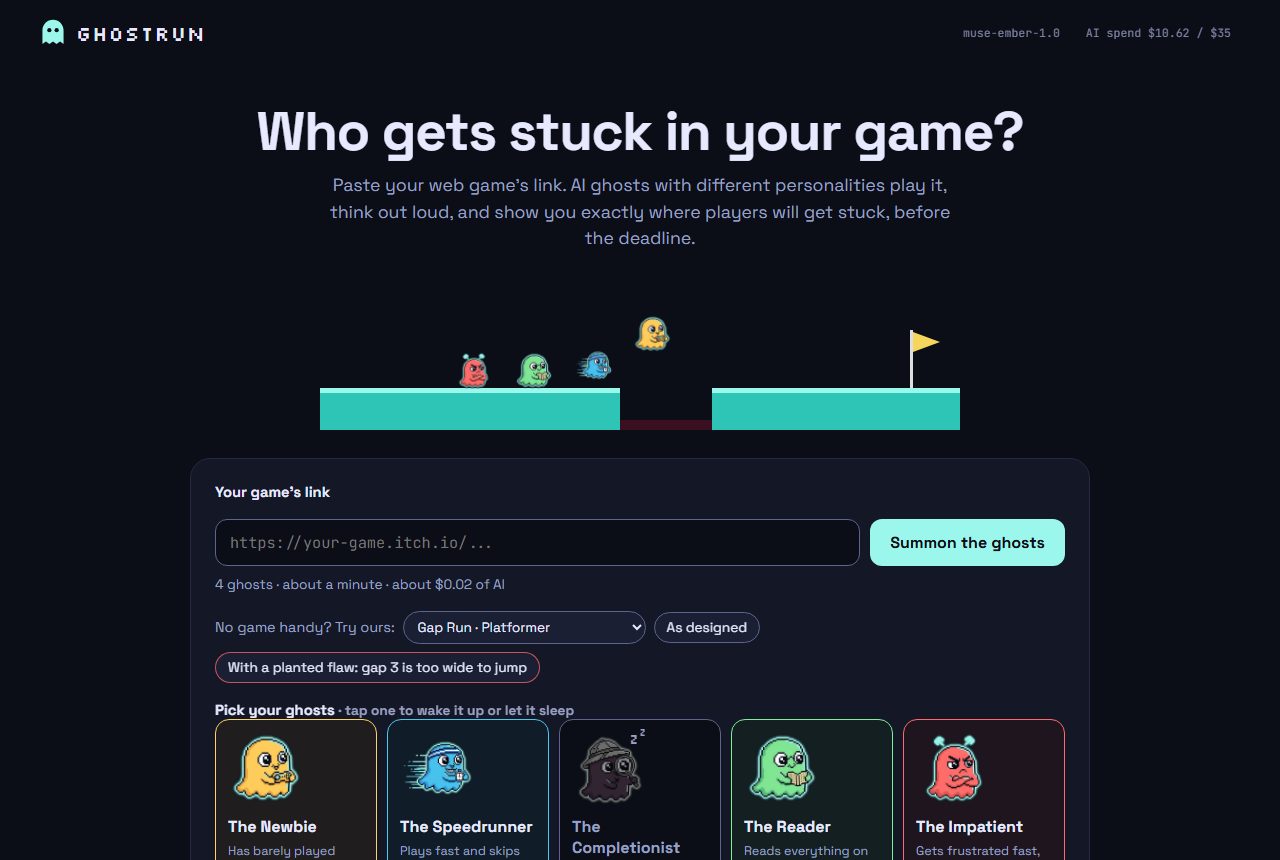 GHOSTRUN
muse-ember-1.0 AI spend $10.62 / $35
Who gets stuck in your game?
Paste your web game's link. AI ghosts with different personalities play it,
think out loud, and show you exactly where players will get stuck, before
the deadline.
Your game's link
https://your-game.itch.io/...
Summon the ghosts
4 ghosts · about a minute · about $0.02 of AI
No game handy? Try ours: Gap Run · Platformer As designed
With a planted flaw: gap 3 is too wide to jump
Pick your ghosts · tap one to wake it up or let it sleep
z z
The Newbie
Has barely played
The Speedrunner
Plays fast and skips
The
Completionist
The Reader
Reads everything on
The Impatient
Gets frustrated fast,